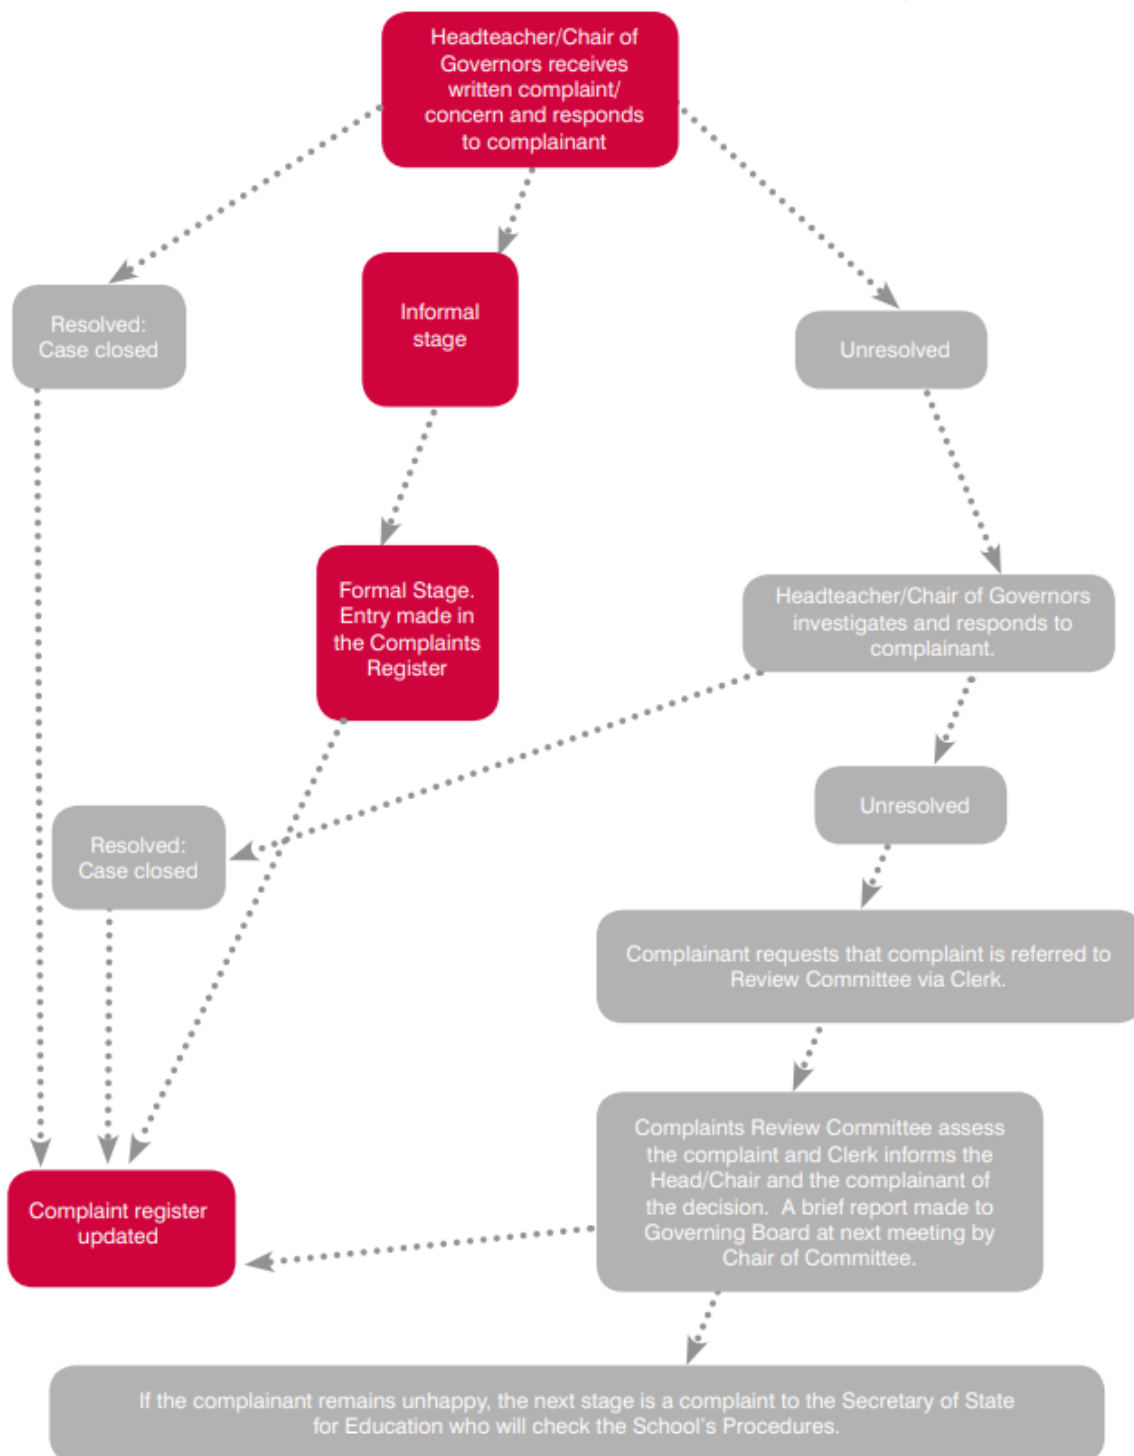 Headteacher/Chair of
Governors receives
written complaint/
concern and responds
to complainant
Resolved:
Case closed
Informal
stage
Unresolved
Formal Stage.
Entry made in
the Complaints
Register
Headteacher/Chair of Governors
investigates and responds to
complainant.
Unresolved
Resolved:
Case closed
Complainant requests that complaint is referred to
Review Committee via Clerk.
Complaints Review Committee assess
the complaint and Clerk informs the
Head/Chair and the complainant of
the decision.  A brief report made to
Governing Board at next meeting by
Chair of Committee.
Complaint register
updated
If the complainant remains unhappy, the next stage is a complaint to the Secretary of State
for Education who will check the School's Procedures.